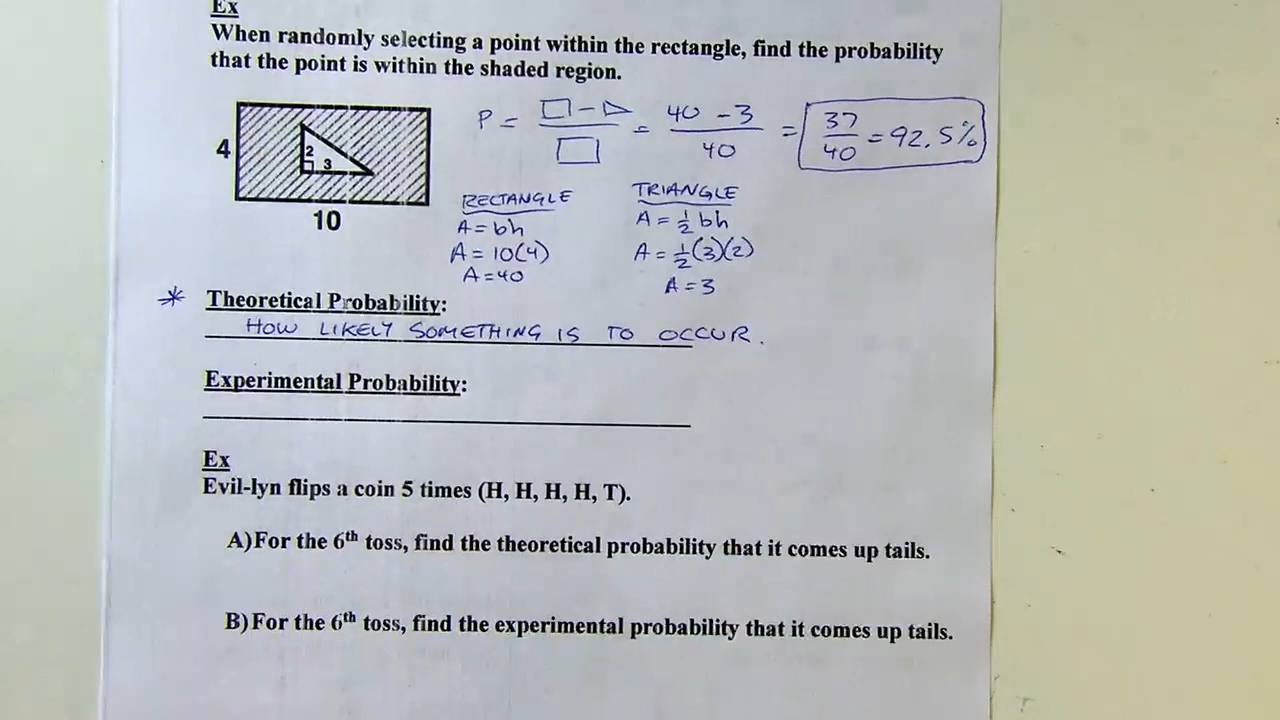 Ex
When randomly selecting a point within the rectangle, find the probability
that the point is within the shaded region.
4
2
3
10
P = □ - △ / □ = 40 - 3 / 40 = 37 / 40 = 92.5%
RECTANGLE
A = bh
A = 10(4)
A = 40
TRIANGLE
A = 1/2 bh
A = 1/2 (3)(2)
A = 3
* Theoretical Probability:
HOW LIKELY SOMETHING IS TO OCCUR.
Experimental Probability:
Ex
Evil-lyn flips a coin 5 times (H, H, H, H, T).
A) For the 6th toss, find the theoretical probability that it comes up tails.
B) For the 6th toss, find the experimental probability that it comes up tails.